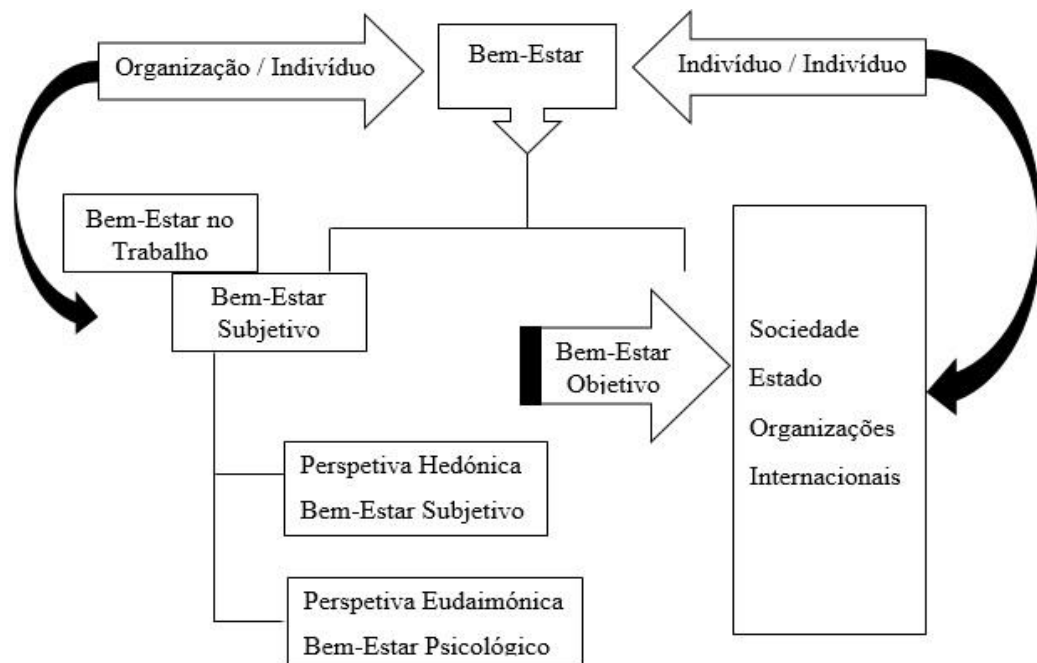 Organização / Indivíduo
Bem-Estar
Indivíduo / Indivíduo
Bem-Estar no
Trabalho
Bem-Estar
Subjetivo
Bem-Estar
Objetivo
Sociedade
Estado
Organizações
Internacionais
Perspetiva Hedónica
Bem-Estar Subjetivo
Perspetiva Eudaimónica
Bem-Estar Psicológico